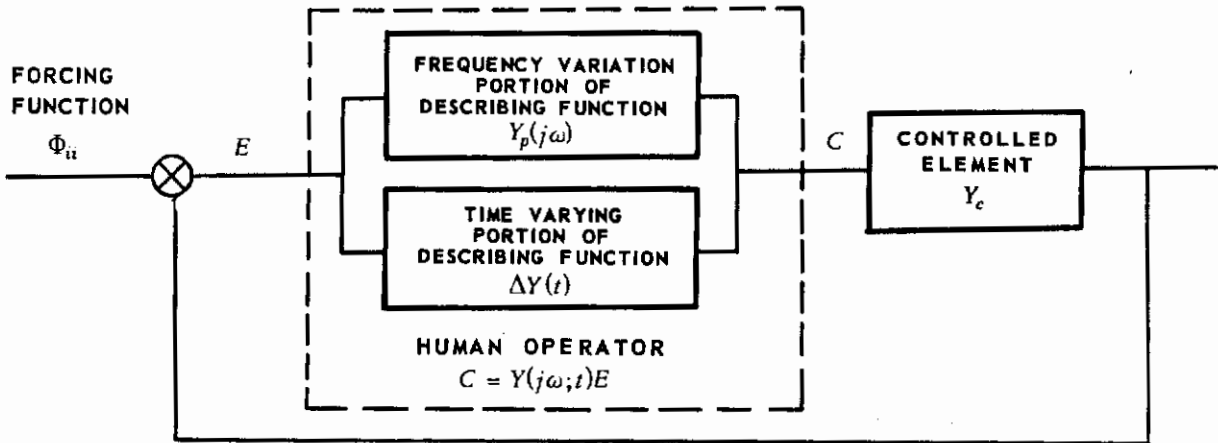 FORCING
FUNCTION
Φii
E
FREQUENCY VARIATION
PORTION OF
DESCRIBING FUNCTION
Yp(jω)
TIME VARYING
PORTION OF
DESCRIBING FUNCTION
ΔY(t)
HUMAN OPERATOR
C = Y(jω;t)E
C
CONTROLLED
ELEMENT
Yc